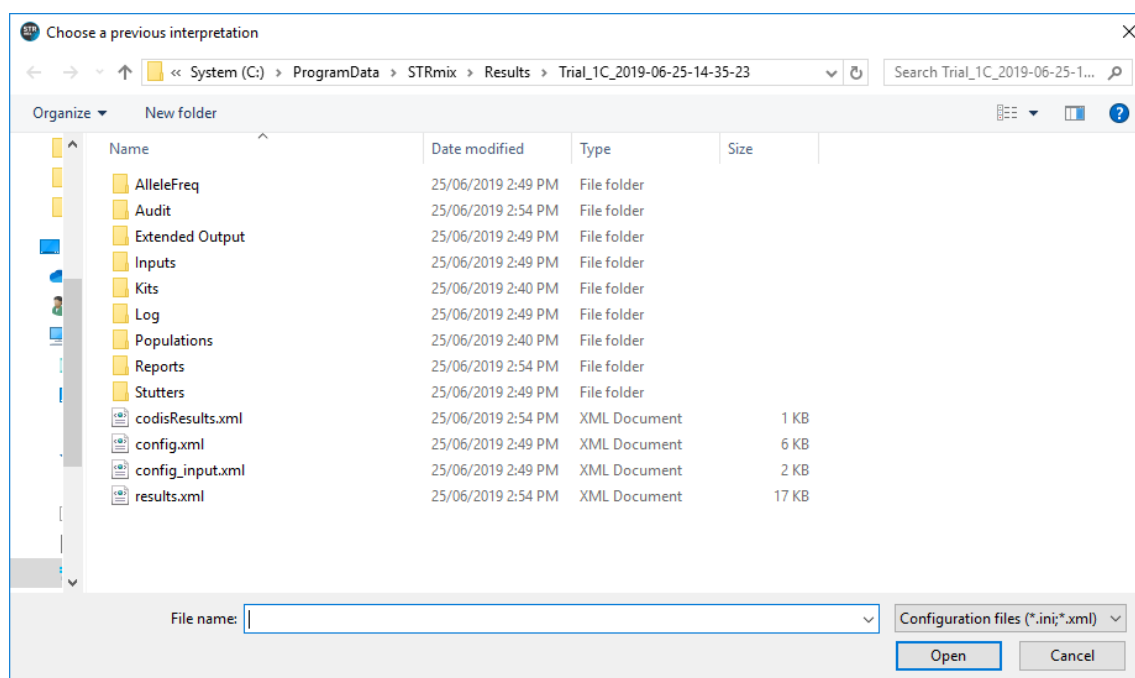 STR Choose a previous interpretation
« System (C:) > ProgramData > STRmix > Results > Trial_1C_2019-06-25-14-35-23 Search Trial_1C_2019-06-25-1...
Organize New folder ?
Name Date modified Type Size
AlleleFreq 25/06/2019 2:49 PM File folder
Audit 25/06/2019 2:54 PM File folder
Extended Output 25/06/2019 2:49 PM File folder
Inputs 25/06/2019 2:49 PM File folder
Kits 25/06/2019 2:40 PM File folder
Log 25/06/2019 2:49 PM File folder
Populations 25/06/2019 2:40 PM File folder
Reports 25/06/2019 2:54 PM File folder
Stutters 25/06/2019 2:49 PM File folder
codisResults.xml 25/06/2019 2:54 PM XML Document 1 KB
config.xml 25/06/2019 2:49 PM XML Document 6 KB
config_input.xml 25/06/2019 2:49 PM XML Document 2 KB
results.xml 25/06/2019 2:54 PM XML Document 17 KB
File name: Configuration files (*.ini;*.xml)
Open Cancel